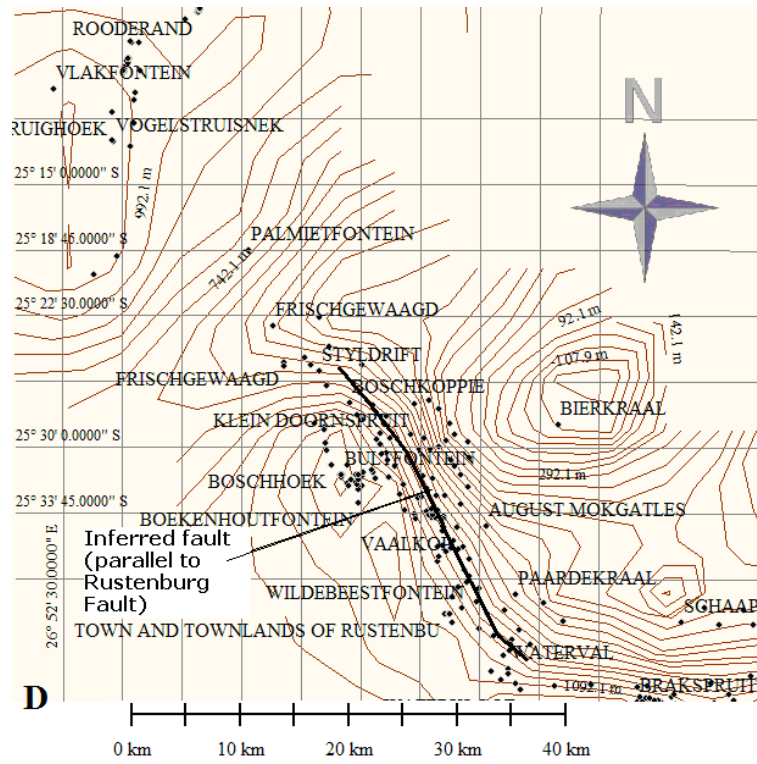 ROODERAND
N
VLAKFONTEIN
RUIGHOEK
VOGELSTRUISNEK
25° 15' 0.0000" S
992.1 m
25° 18' 45.0000" S
PALMIETFONTEIN
742.1 m
25° 22' 30.0000" S
FRISCHGEWAAGD
92.1 m
142.1 m
STYLDRIFT
-107.9 m
FRISCHGEWAAGD
BOSCHKOPPIE
BIERKRAAL
25° 30' 0.0000" S
KLEIN DOORNSPRUIT
BULTFONTEIN
292.1 m
BOSCHHOEK
25° 33' 45.0000" S
AUGUST MOKGATLES
BOEKENHOUTFONTEIN
Inferred fault
(parallel to
Rustenburg
Fault)
VAALKOP
26° 52' 30.0000" E
PAARDEKRAAL
WILDEBEESTFONTEIN
SCHAAP
TOWN AND TOWNLANDS OF RUSTENBU
WATERVAL
1092.1 m
BRAKSPRUIT
D
0 km
10 km
20 km
30 km
40 km